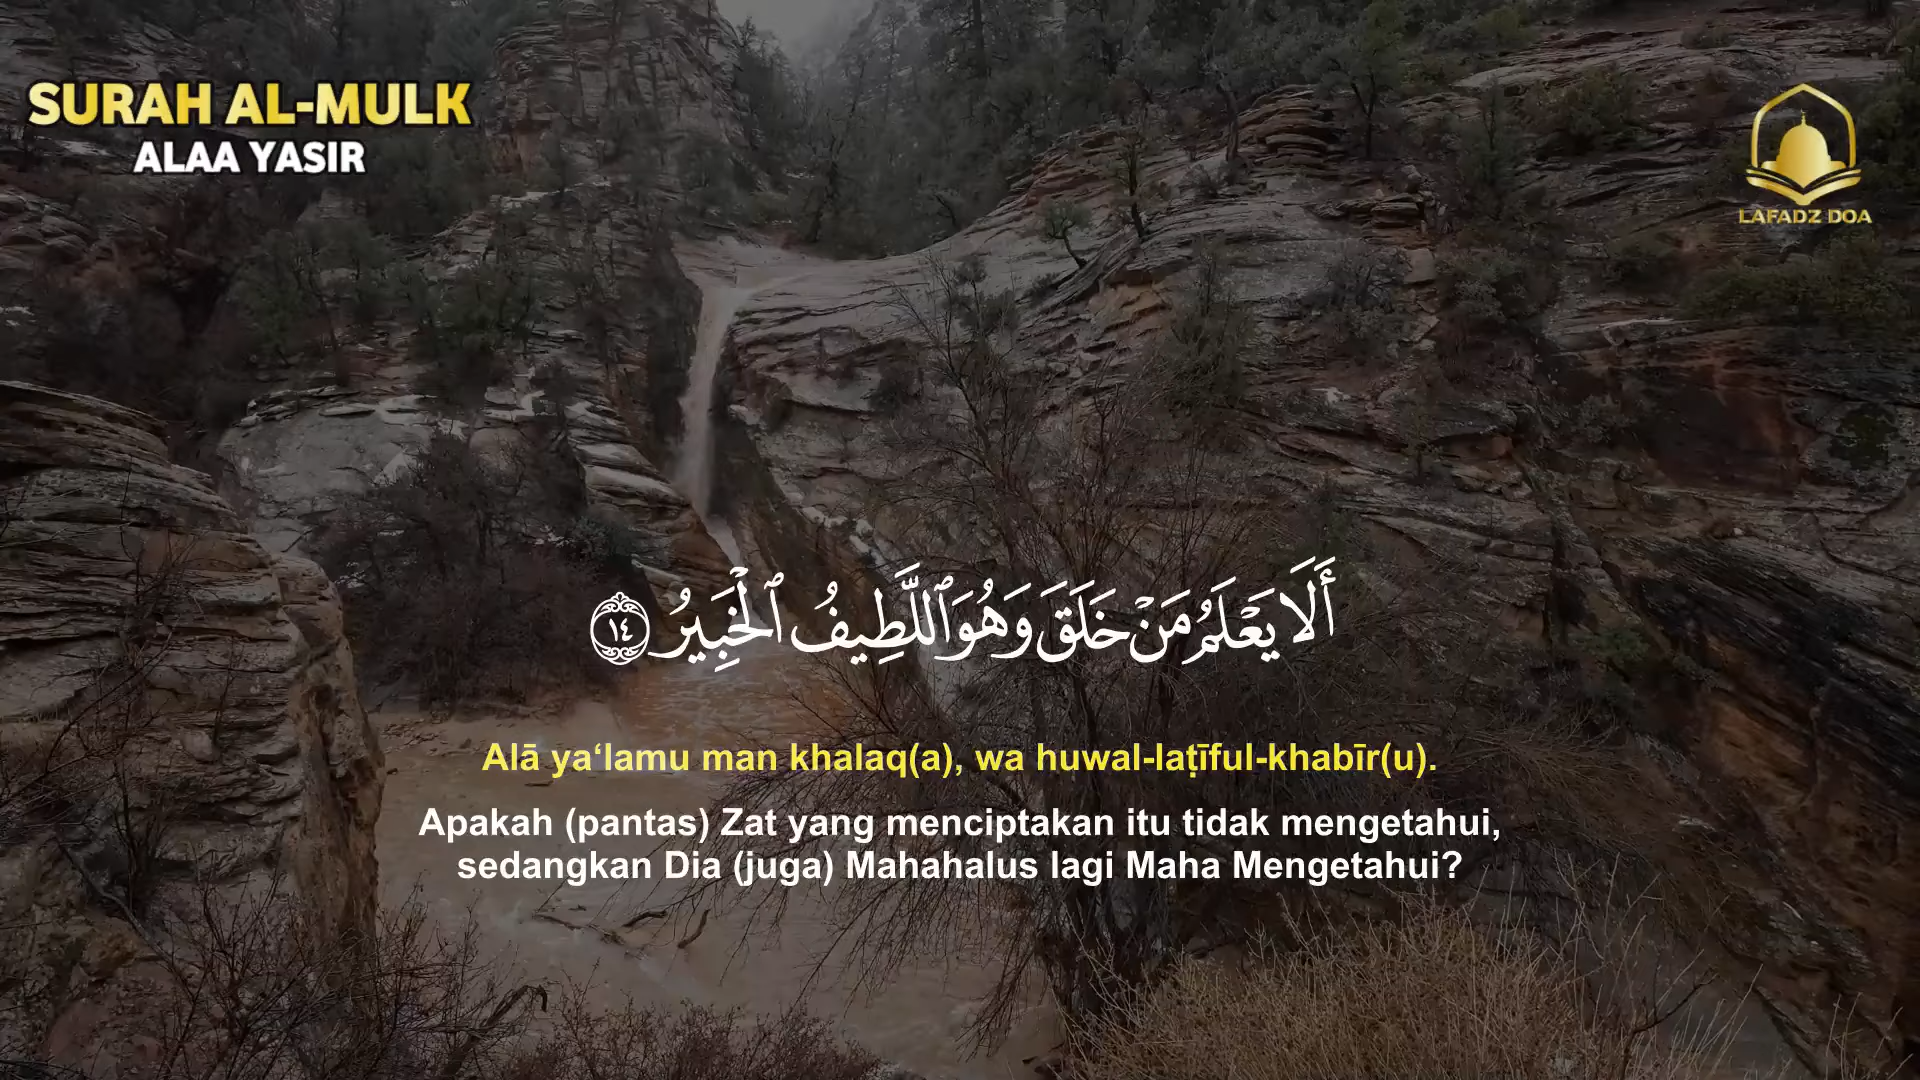 SURAH AL-MULK
ALAA YASIR
LAFADZ DOA
أَلَا يَعْلَمُ مَنْ خَلَقَ وَهُوَ ٱللَّطِيفُ ٱلْخَبِيرُ ١٤
Alā ya‘lamu man khalaq(a), wa huwal-laṭīful-khabīr(u).
Apakah (pantas) Zat yang menciptakan itu tidak mengetahui,
sedangkan Dia (juga) Mahahalus lagi Maha Mengetahui?